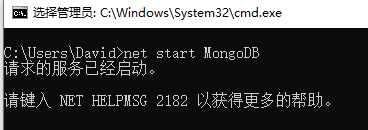 选择管理员: C:\Windows\System32\cmd.exe
C:\Users\David>net start MongoDB
请求的服务已经启动。
请键入 NET HELPMSG 2182 以获得更多的帮助。